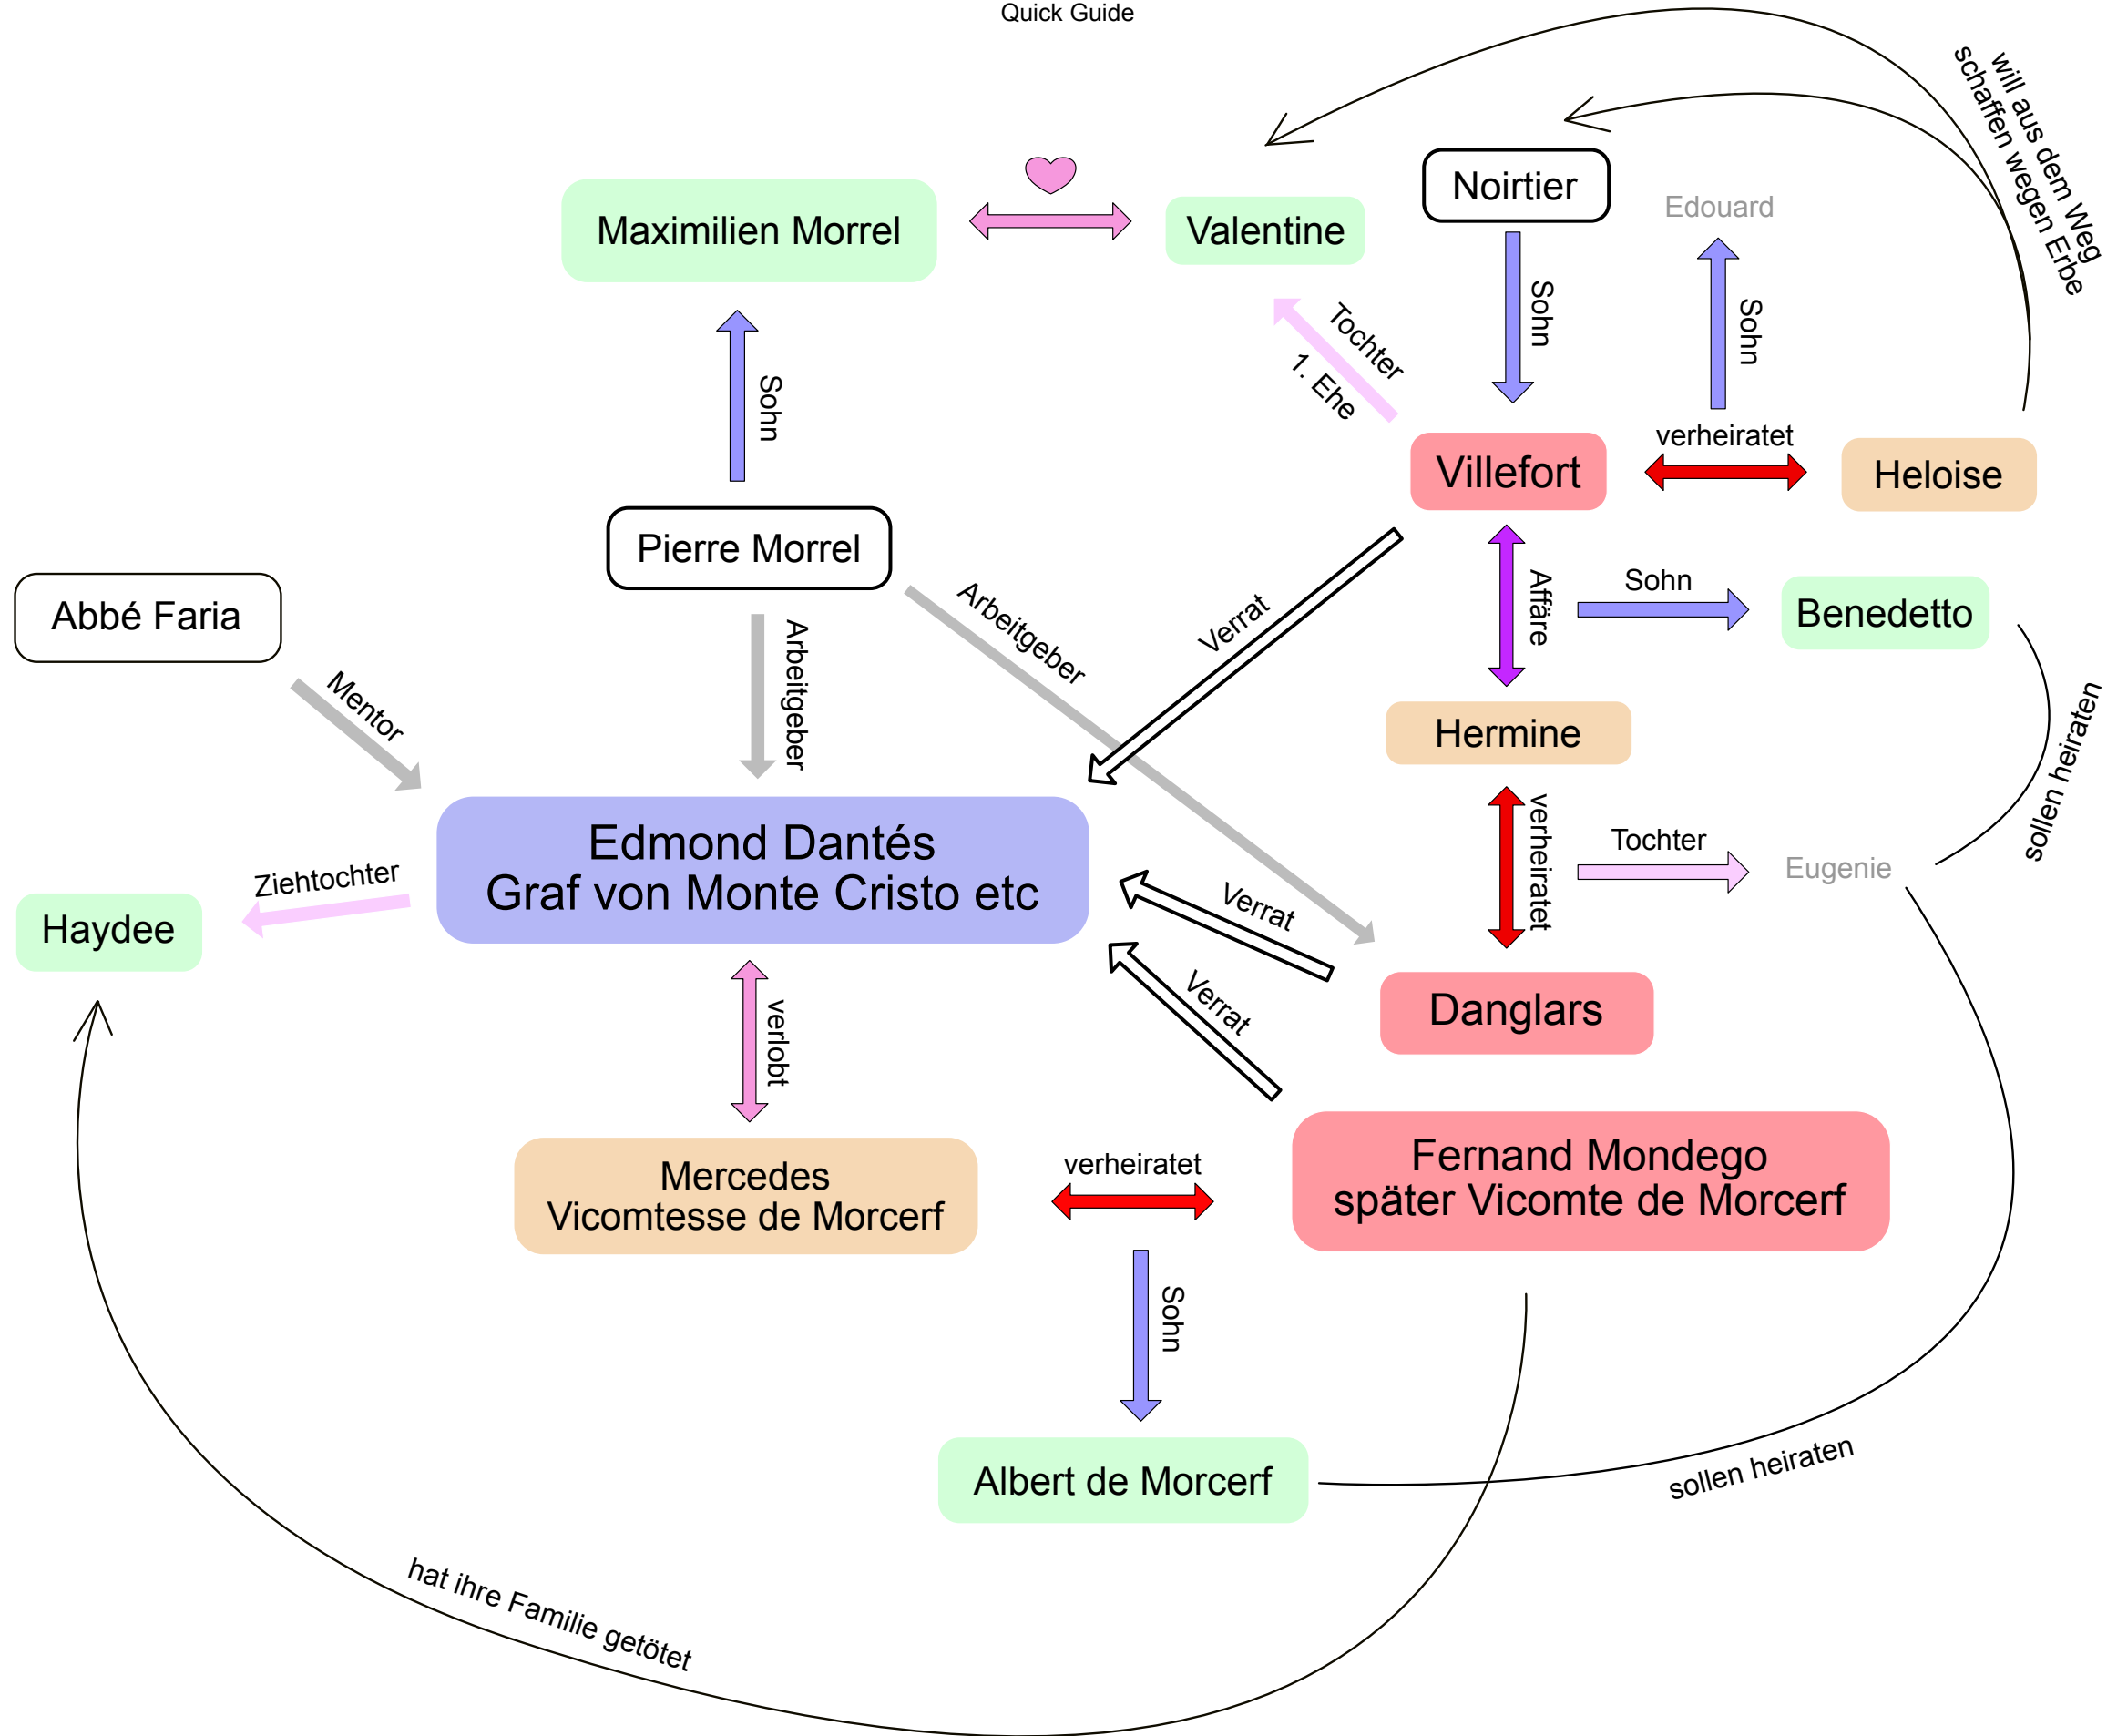 Quick Guide
will aus dem Weg
schaffen wegen Erbe
Noirtier
Edouard
Maximilien Morrel
Valentine
Sohn
Sohn
Tochter
1. Ehe
Sohn
verheiratet
Villefort
Heloise
Pierre Morrel
Abbé Faria
Mentor
Arbeitgeber
Arbeitgeber
Verrat
Affäre
Sohn
Benedetto
Hermine
sollen heiraten
Edmond Dantés
Graf von Monte Cristo etc
Ziehtochter
Haydee
verheiratet
Tochter
Eugenie
Verrat
Verrat
Danglars
verlobt
Mercedes
Vicomtesse de Morcerf
verheiratet
Fernand Mondego
später Vicomte de Morcerf
Sohn
Albert de Morcerf
sollen heiraten
hat ihre Familie getötet